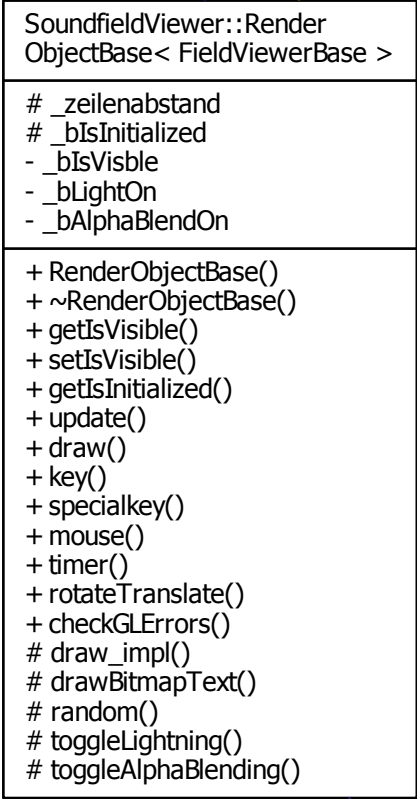 SoundfieldViewer::Render
ObjectBase< FieldViewerBase >
# _zeilenabstand
# _bIsInitialized
- _bIsVisble
- _bLightOn
- _bAlphaBlendOn
+ RenderObjectBase()
+ ~RenderObjectBase()
+ getIsVisible()
+ setIsVisible()
+ getIsInitialized()
+ update()
+ draw()
+ key()
+ specialkey()
+ mouse()
+ timer()
+ rotateTranslate()
+ checkGLErrors()
# draw_impl()
# drawBitmapText()
# random()
# toggleLightning()
# toggleAlphaBlending()